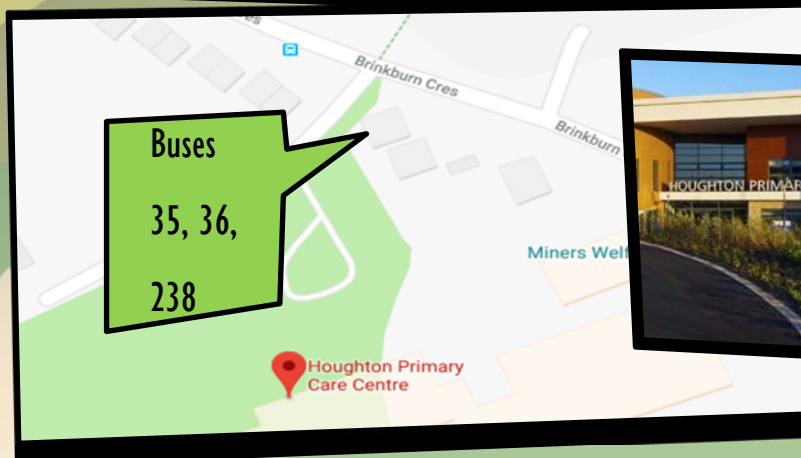 Brinkburn Cres
Buses
35, 36,
238
Brinkburn
HOUGHTON PRIMAR
Miners Welf
Houghton Primary
Care Centre